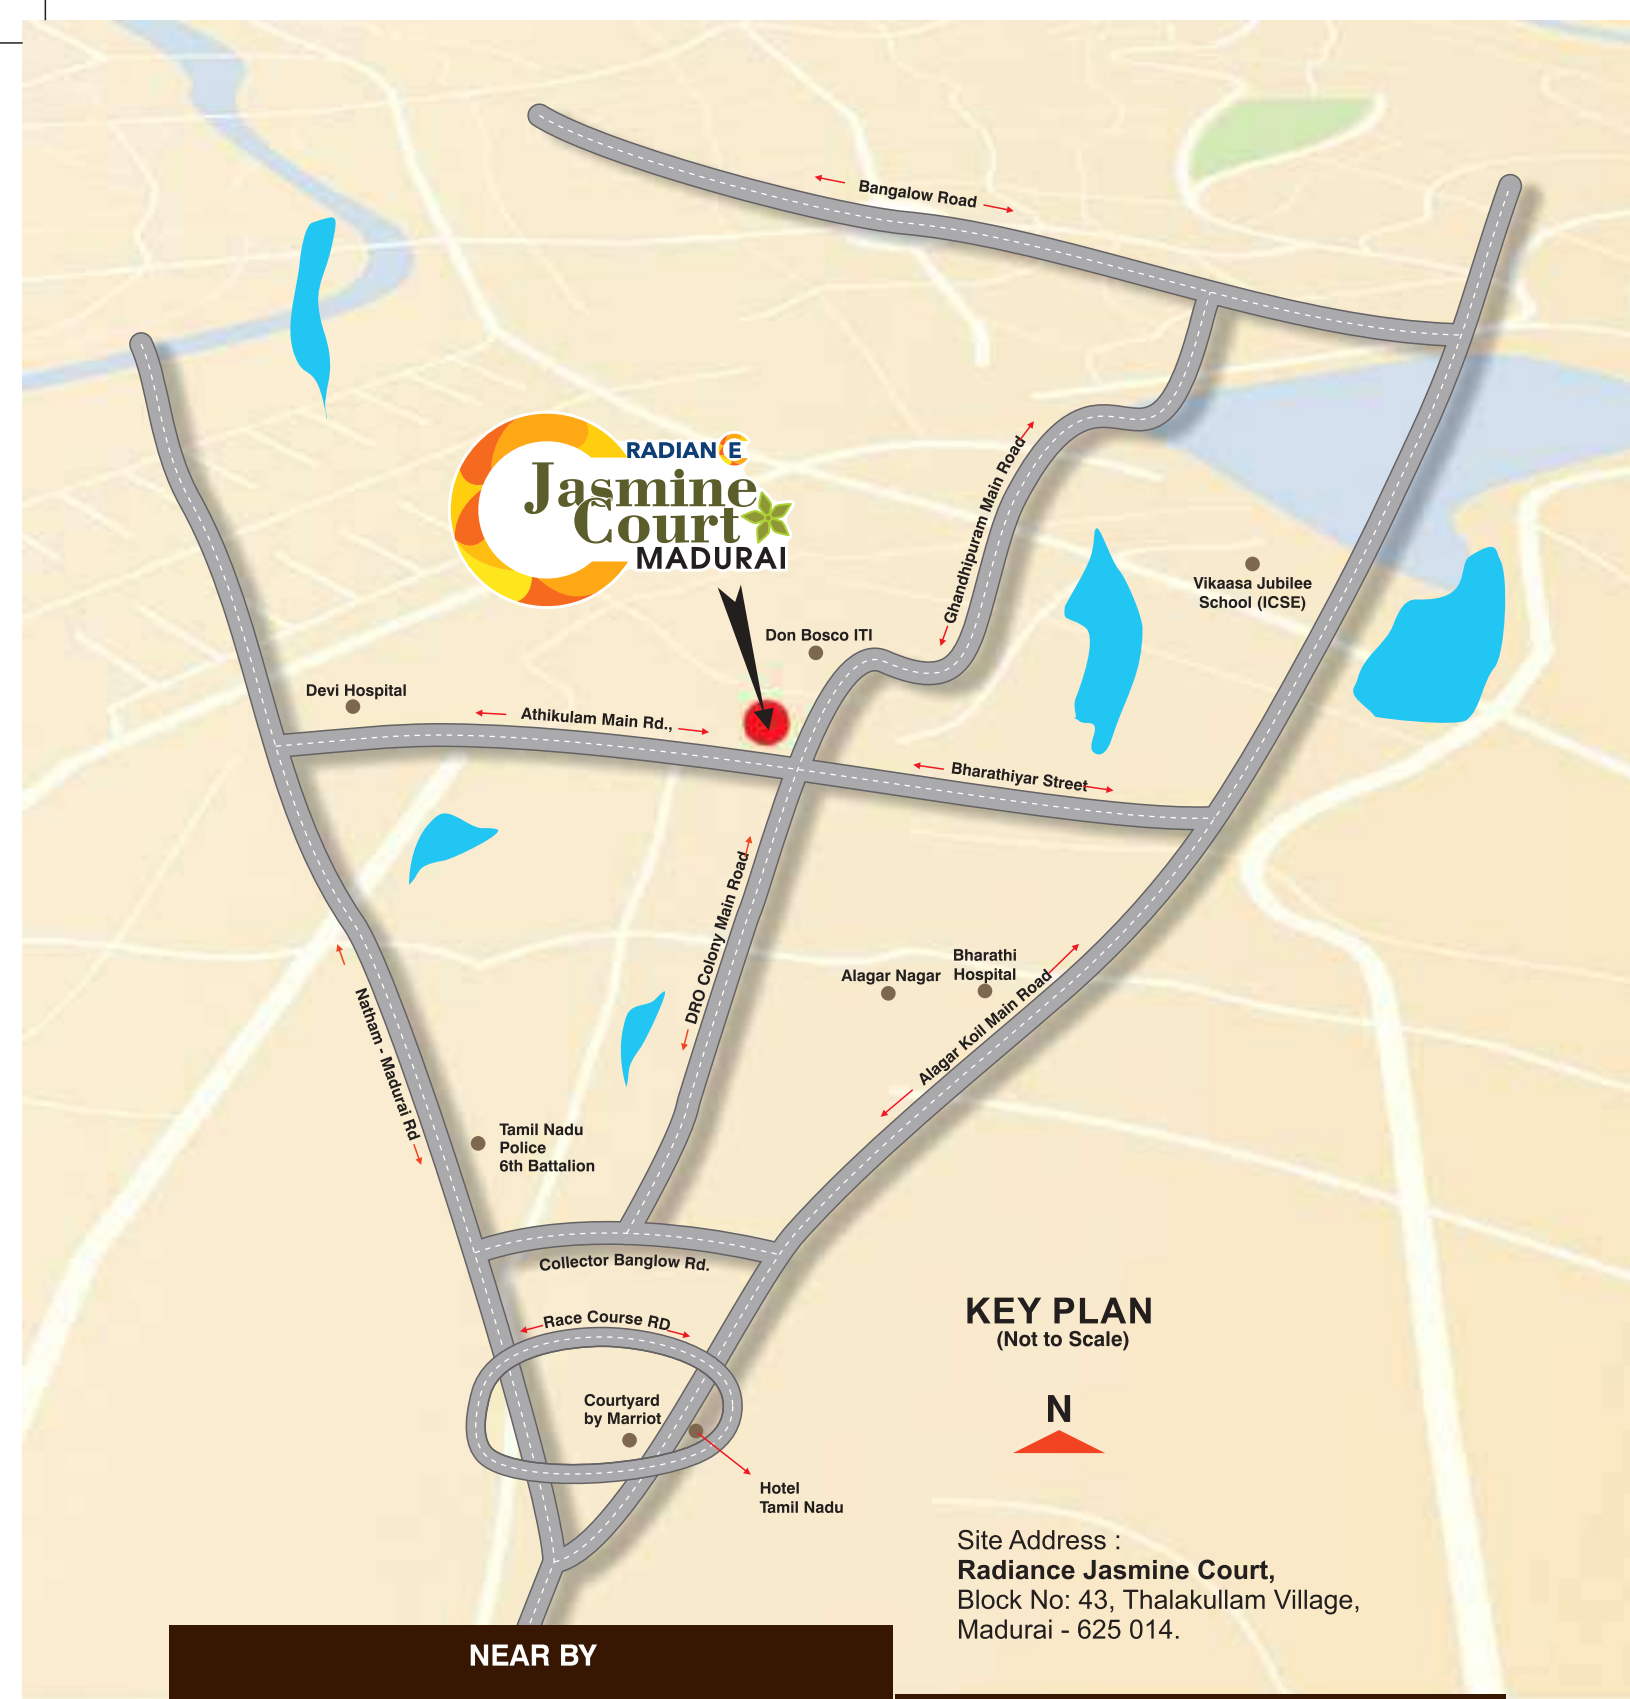 Bangalow Road
RADIANCE
Jasmine
Court
MADURAI
Ghandhipuram Main Road
Vikaasa Jubilee
School (ICSE)
Don Bosco ITI
Devi Hospital
Athikulam Main Rd.,
Bharathiyar Street
DRO Colony Main Road
Bharathi
Hospital
Alagar Nagar
Alagar Koil Main Road
Natham - Madurai Rd
Tamil Nadu
Police
6th Battalion
Collector Banglow Rd.
Race Course RD
Courtyard
by Marriot
Hotel
Tamil Nadu
KEY PLAN
(Not to Scale)
N
Site Address :
Radiance Jasmine Court,
Block No: 43, Thalakullam Village,
Madurai - 625 014.
NEAR BY